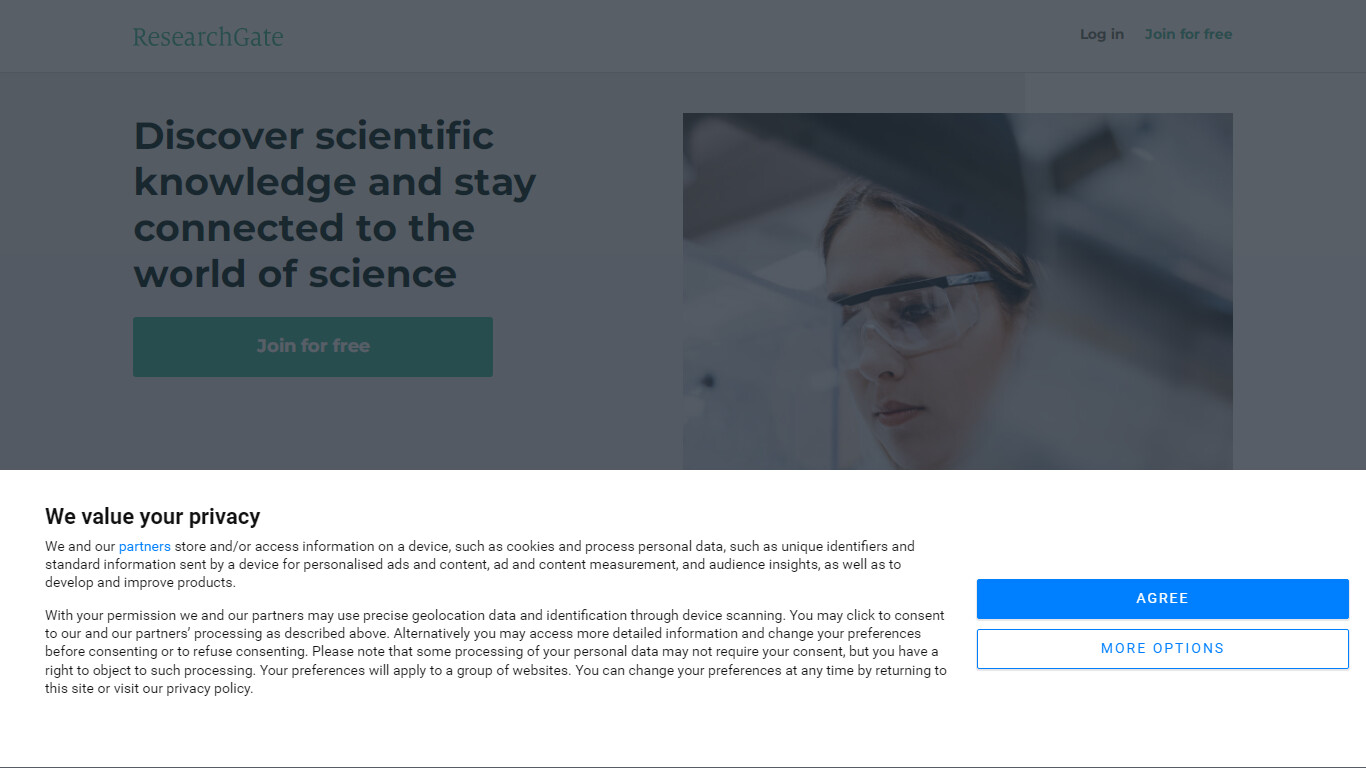 ResearchGate
Log in
Join for free
Discover scientific
knowledge and stay
connected to the
world of science
Join for free
We value your privacy
We and our partners store and/or access information on a device, such as cookies and process personal data, such as unique identifiers and
standard information sent by a device for personalised ads and content, ad and content measurement, and audience insights, as well as to
develop and improve products.
With your permission we and our partners may use precise geolocation data and identification through device scanning. You may click to consent
to our and our partners’ processing as described above. Alternatively you may access more detailed information and change your preferences
before consenting or to refuse consenting. Please note that some processing of your personal data may not require your consent, but you have a
right to object to such processing. Your preferences will apply to a group of websites. You can change your preferences at any time by returning to
this site or visit our privacy policy.
AGREE
MORE OPTIONS